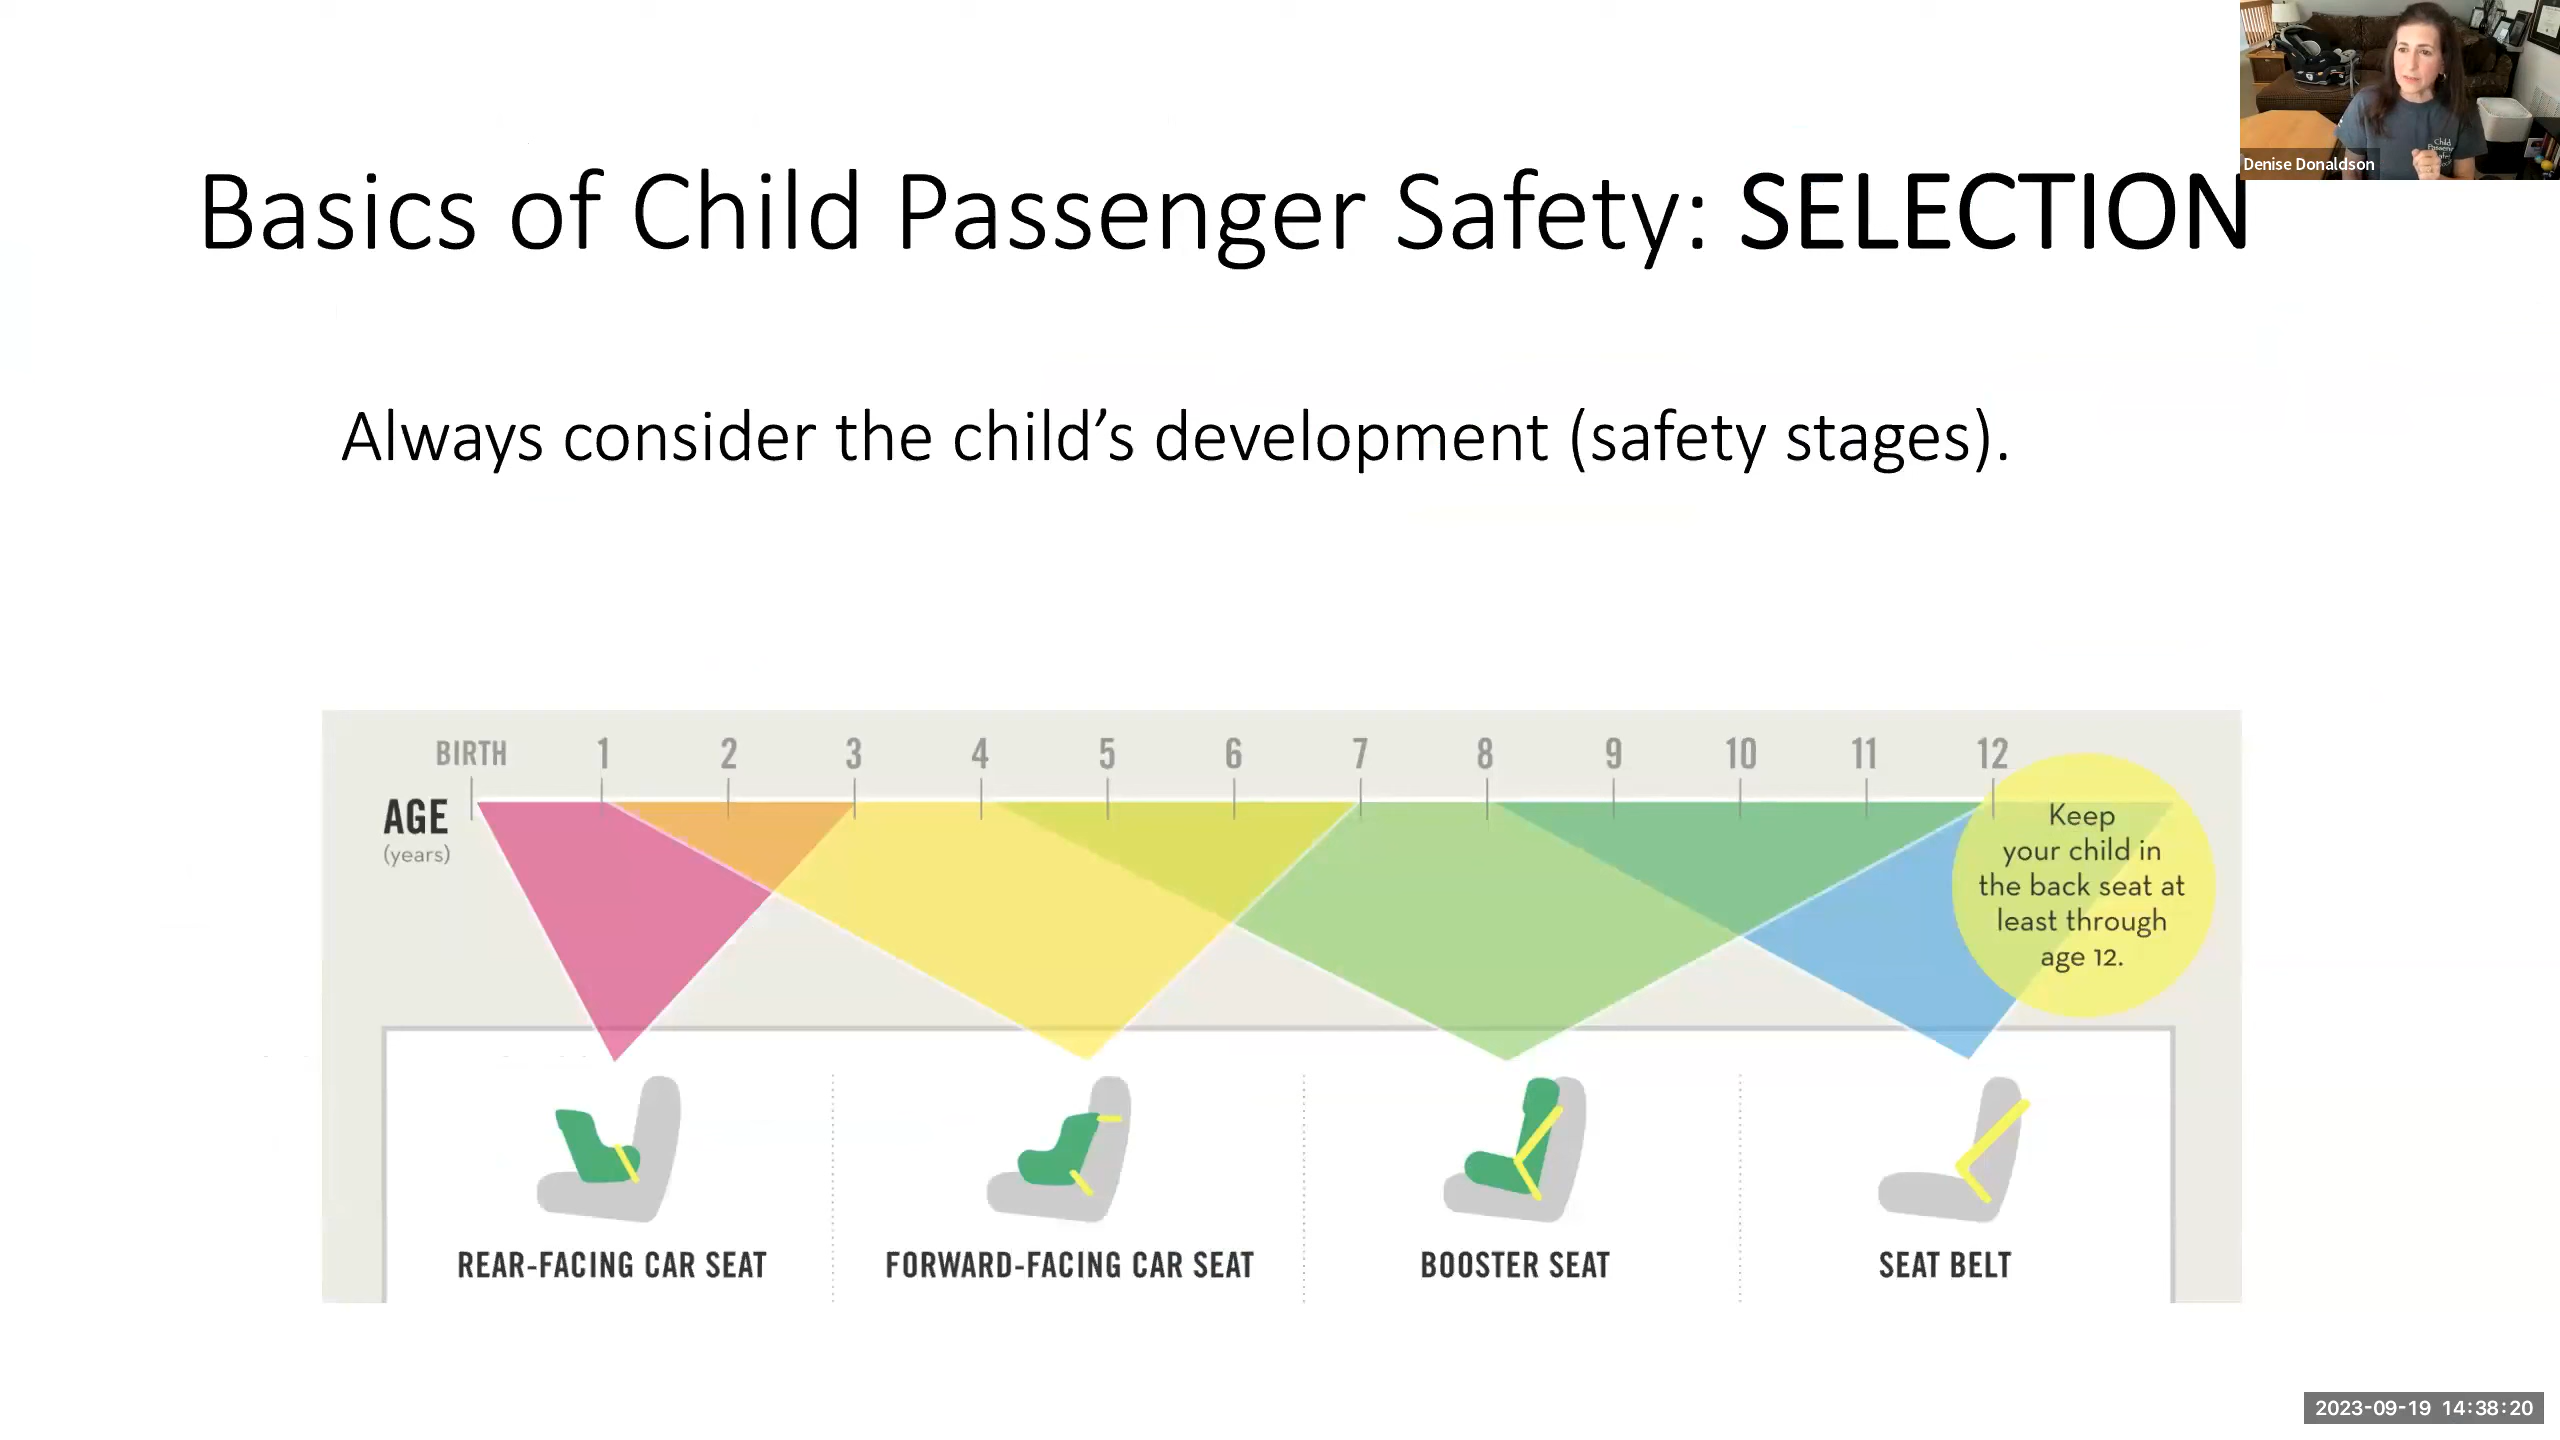 Denise Donaldson
Child
Basics of Child Passenger Safety: SELECTION
Always consider the child’s development (safety stages).
BIRTH 1 2 3 4 5 6 7 8 9 10 11 12
AGE
(years)
Keep
your child in
the back seat at
least through
age 12.
REAR-FACING CAR SEAT
FORWARD-FACING CAR SEAT
BOOSTER SEAT
SEAT BELT
2023-09-19 14:38:20